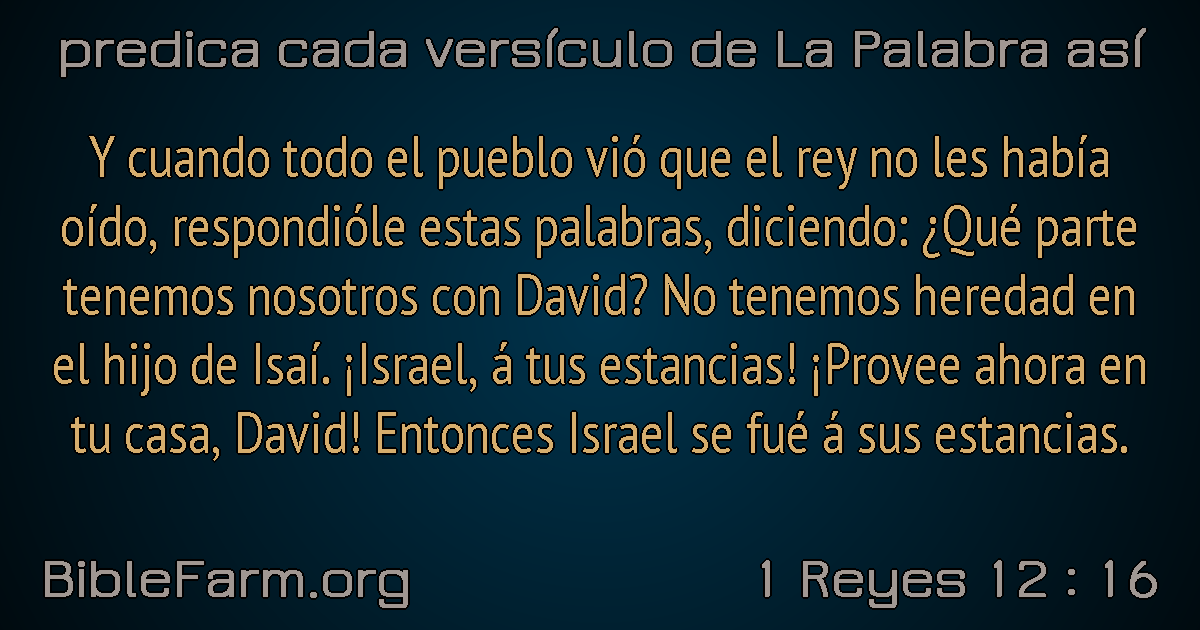 predica cada versículo de La Palabra así
Y cuando todo el pueblo vió que el rey no les había
oído, respondióle estas palabras, diciendo: ¿Qué parte
tenemos nosotros con David? No tenemos heredad en
el hijo de Isaí. ¡Israel, á tus estancias! ¡Provee ahora en
tu casa, David! Entonces Israel se fué á sus estancias.
BibleFarm.org
1 Reyes 12 : 16